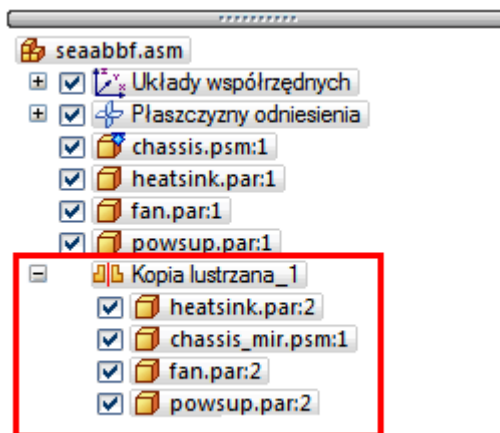 seaabbf.asm
Układy współrzędnych
Płaszczyzny odniesienia
chassis.psm:1
heatsink.par:1
fan.par:1
powsup.par:1
Kopia lustrzana_1
heatsink.par:2
chassis_mir.psm:1
fan.par:2
powsup.par:2